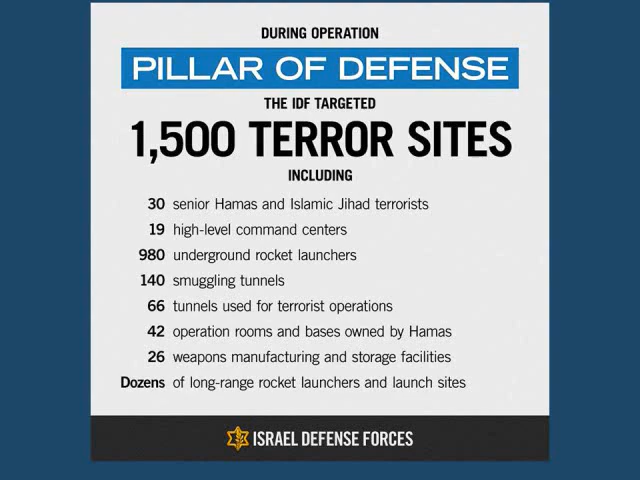 DURING OPERATION
PILLAR OF DEFENSE
THE IDF TARGETED
1,500 TERROR SITES
INCLUDING
30 senior Hamas and Islamic Jihad terrorists
19 high-level command centers
980 underground rocket launchers
140 smuggling tunnels
66 tunnels used for terrorist operations
42 operation rooms and bases owned by Hamas
26 weapons manufacturing and storage facilities
Dozens of long-range rocket launchers and launch sites
ISRAEL DEFENSE FORCES